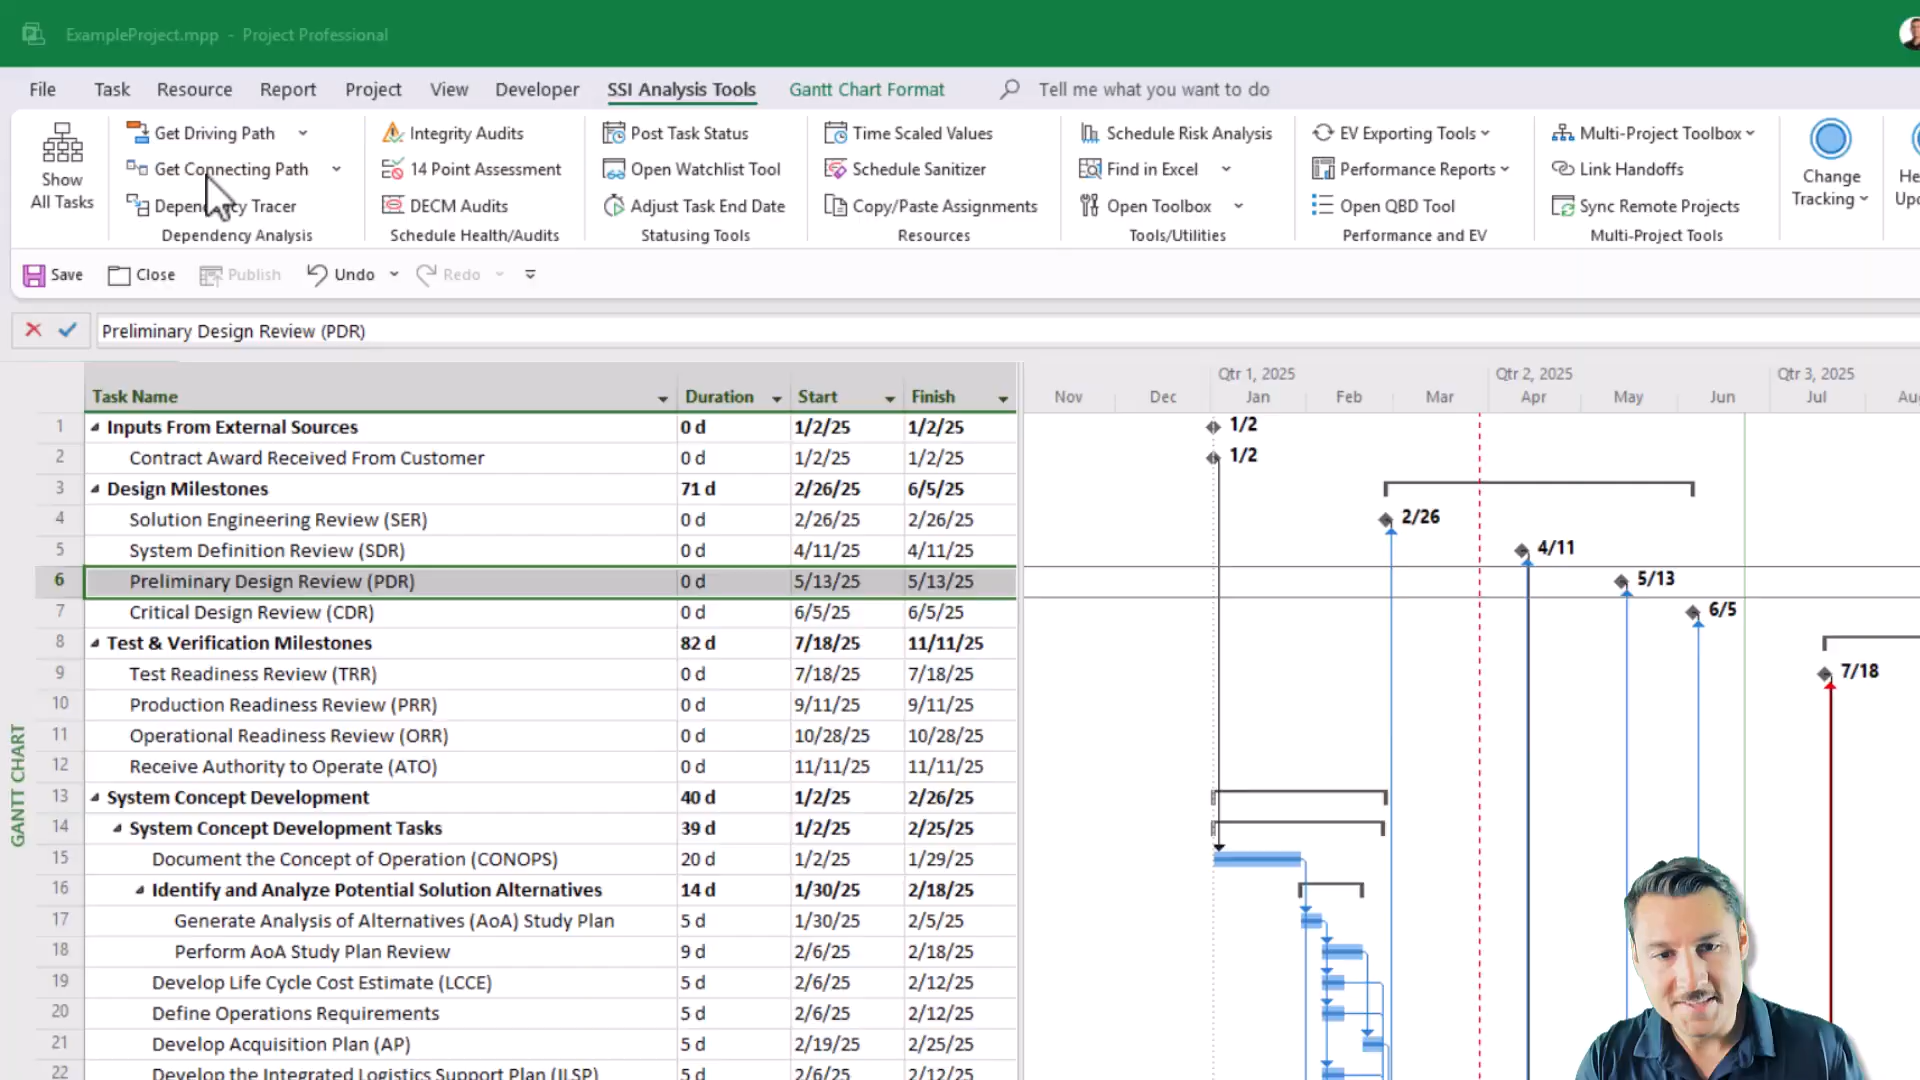 ExampleProject.mpp - Project Professional
File Task Resource Report Project View Developer SSI Analysis Tools Gantt Chart Format Tell me what you want to do
Show
All Tasks
Get Driving Path
Get Connecting Path
Tracer
Dependency Analysis
Integrity Audits
14 Point Assessment
DECM Audits
Schedule Health/Audits
Post Task Status
Open Watchlist Tool
Adjust Task End Date
Statusing Tools
Time Scaled Values
Schedule Sanitizer
Copy/Paste Assignments
Resources
Schedule Risk Analysis
Find in Excel
Open Toolbox
Tools/Utilities
EV Exporting Tools
Performance Reports
Open QBD Tool
Performance and EV
Multi-Project Toolbox
Link Handoffs
Sync Remote Projects
Multi-Project Tools
Change
Tracking
Save Close Publish Undo Redo
Preliminary Design Review (PDR)
Qtr 1, 2025 Qtr 2, 2025 Qtr 3, 2025
Task Name Duration Start Finish Nov Dec Jan Feb Mar Apr May Jun Jul
1 Inputs From External Sources 0 d 1/2/25 1/2/25 1/2
2 Contract Award Received From Customer 0 d 1/2/25 1/2/25 1/2
3 Design Milestones 71 d 2/26/25 6/5/25
4 Solution Engineering Review (SER) 0 d 2/26/25 2/26/25 2/26
5 System Definition Review (SDR) 0 d 4/11/25 4/11/25 4/11
6 Preliminary Design Review (PDR) 0 d 5/13/25 5/13/25 5/13
7 Critical Design Review (CDR) 0 d 6/5/25 6/5/25 6/5
8 Test & Verification Milestones 82 d 7/18/25 11/11/25
9 Test Readiness Review (TRR) 0 d 7/18/25 7/18/25 7/18
10 Production Readiness Review (PRR) 0 d 9/11/25 9/11/25
11 Operational Readiness Review (ORR) 0 d 10/28/25 10/28/25
12 Receive Authority to Operate (ATO) 0 d 11/11/25 11/11/25
13 System Concept Development 40 d 1/2/25 2/26/25
14 System Concept Development Tasks 39 d 1/2/25 2/25/25
15 Document the Concept of Operation (CONOPS) 20 d 1/2/25 1/29/25
16 Identify and Analyze Potential Solution Alternatives 14 d 1/30/25 2/18/25
17 Generate Analysis of Alternatives (AoA) Study Plan 5 d 1/30/25 2/5/25
18 Perform AoA Study Plan Review 9 d 2/6/25 2/18/25
19 Develop Life Cycle Cost Estimate (LCCE) 5 d 2/6/25 2/12/25
20 Define Operations Requirements 5 d 2/6/25 2/12/25
21 Develop Acquisition Plan (AP) 5 d 2/19/25 2/25/25
22 Develop the Integrated Logistics Support Plan (ILSP) 5 d 2/6/25 2/12/25
GANTT CHART